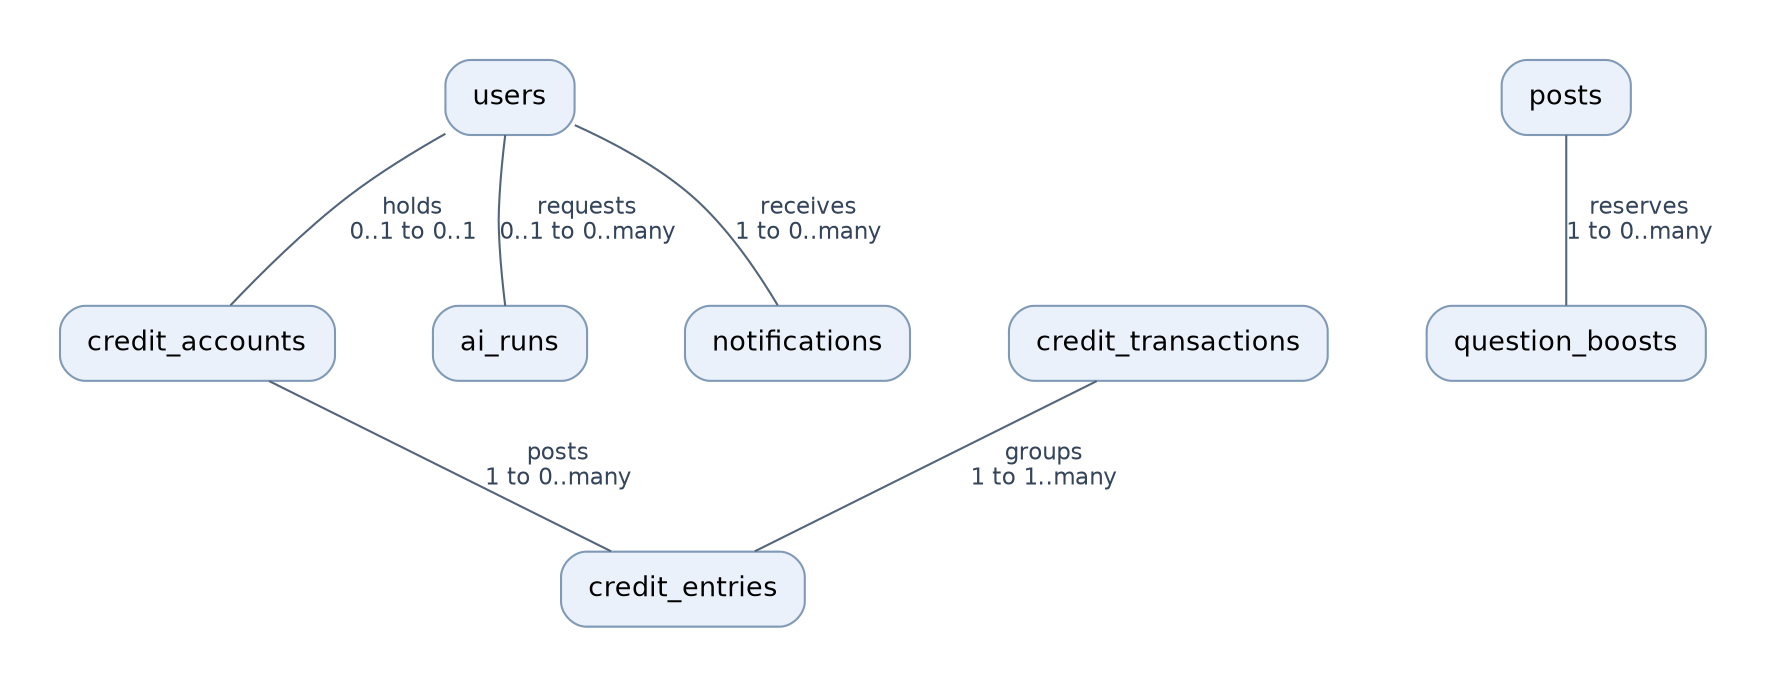 users
posts
holds
0..1 to 0..1
requests
0..1 to 0..many
receives
1 to 0..many
reserves
1 to 0..many
credit_accounts
ai_runs
notifications
credit_transactions
question_boosts
posts
1 to 0..many
groups
1 to 1..many
credit_entries